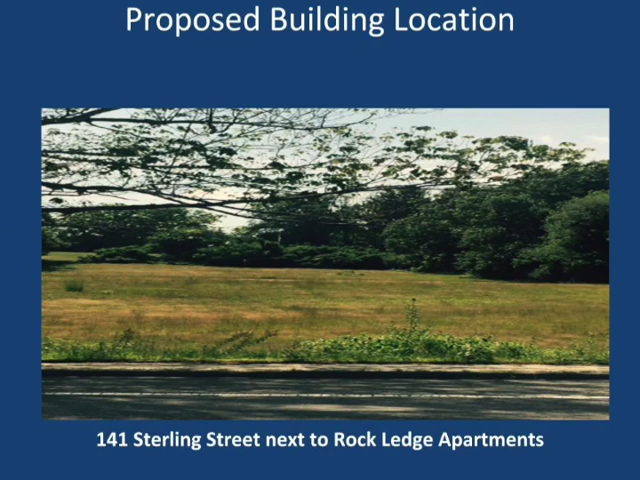 Proposed Building Location
141 Sterling Street next to Rock Ledge Apartments